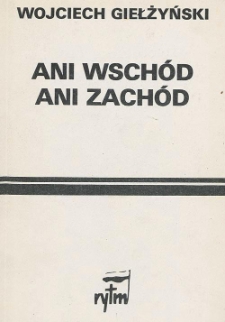 WOJCIECH GIEŁŻYŃSKI
ANI WSCHÓD
ANI ZACHÓD
rytm